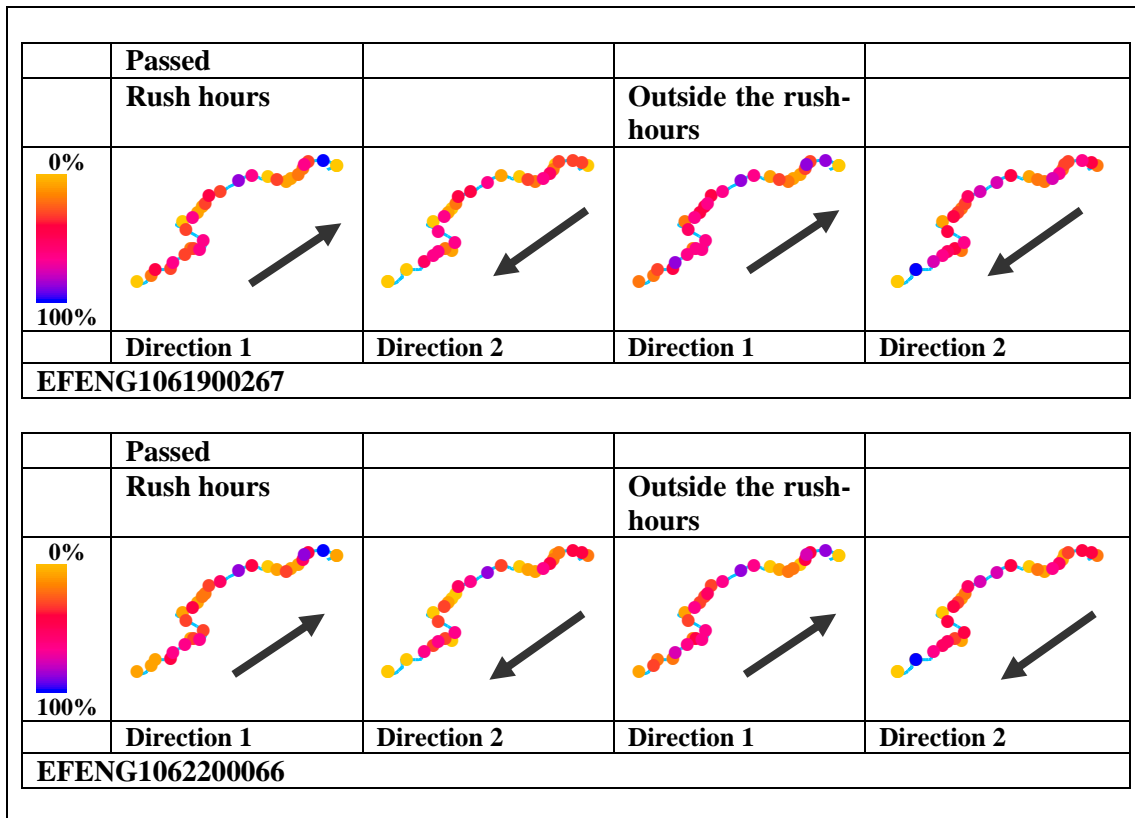 Passed
Rush hours
Outside the rush-
hours
0%
100%
Direction 1
Direction 2
Direction 1
Direction 2
EFENG1061900267
Passed
Rush hours
Outside the rush-
hours
0%
100%
Direction 1
Direction 2
Direction 1
Direction 2
EFENG1062200066